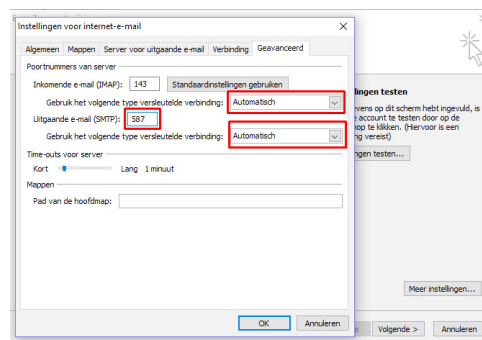 Instellingen voor internet-e-mail
Algemeen Mappen Server voor uitgaande e-mail Verbinding Geavanceerd
Poortnummers van server
Inkomende e-mail (IMAP): 143 Standaardinstellingen gebruiken
Gebruik het volgende type versleutelde verbinding: Automatisch
Uitgaande e-mail (SMTP): 587
Gebruik het volgende type versleutelde verbinding: Automatisch
Time-outs voor server
Kort Lang 1 minuut
Mappen
Pad van de hoofdmap:
OK Annuleren
lingen testen
evens op dit scherm hebt ingevuld, is
account te testen door op de
nop te klikken. (Hiervoor is een
ng vereist)
ngen testen...
Meer instellingen...
Volgende > Annuleren